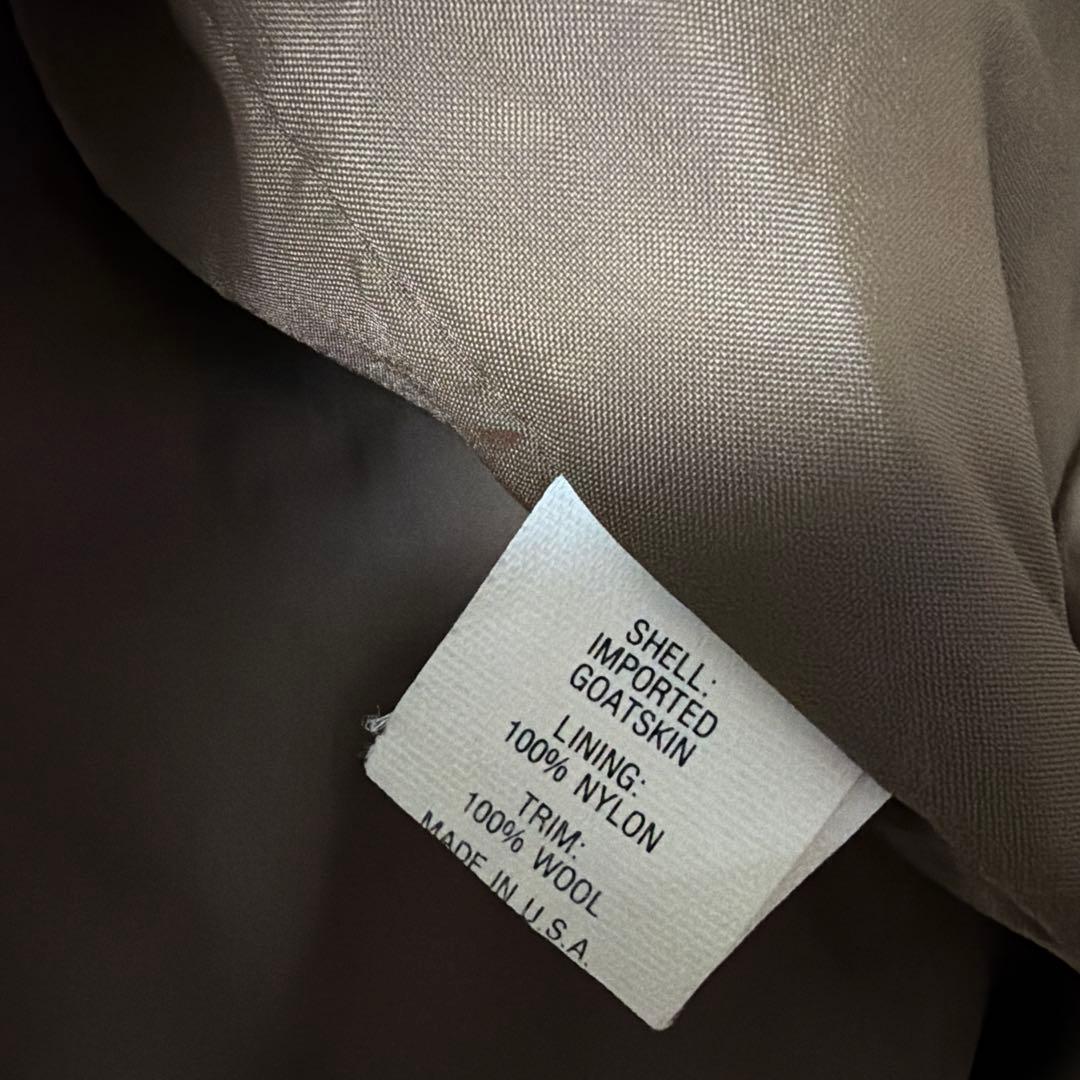 SHELL:
IMPORTED
GOATSKIN
LINING:
100% NYLON
TRIM:
100% WOOL
MADE IN U.S.A.